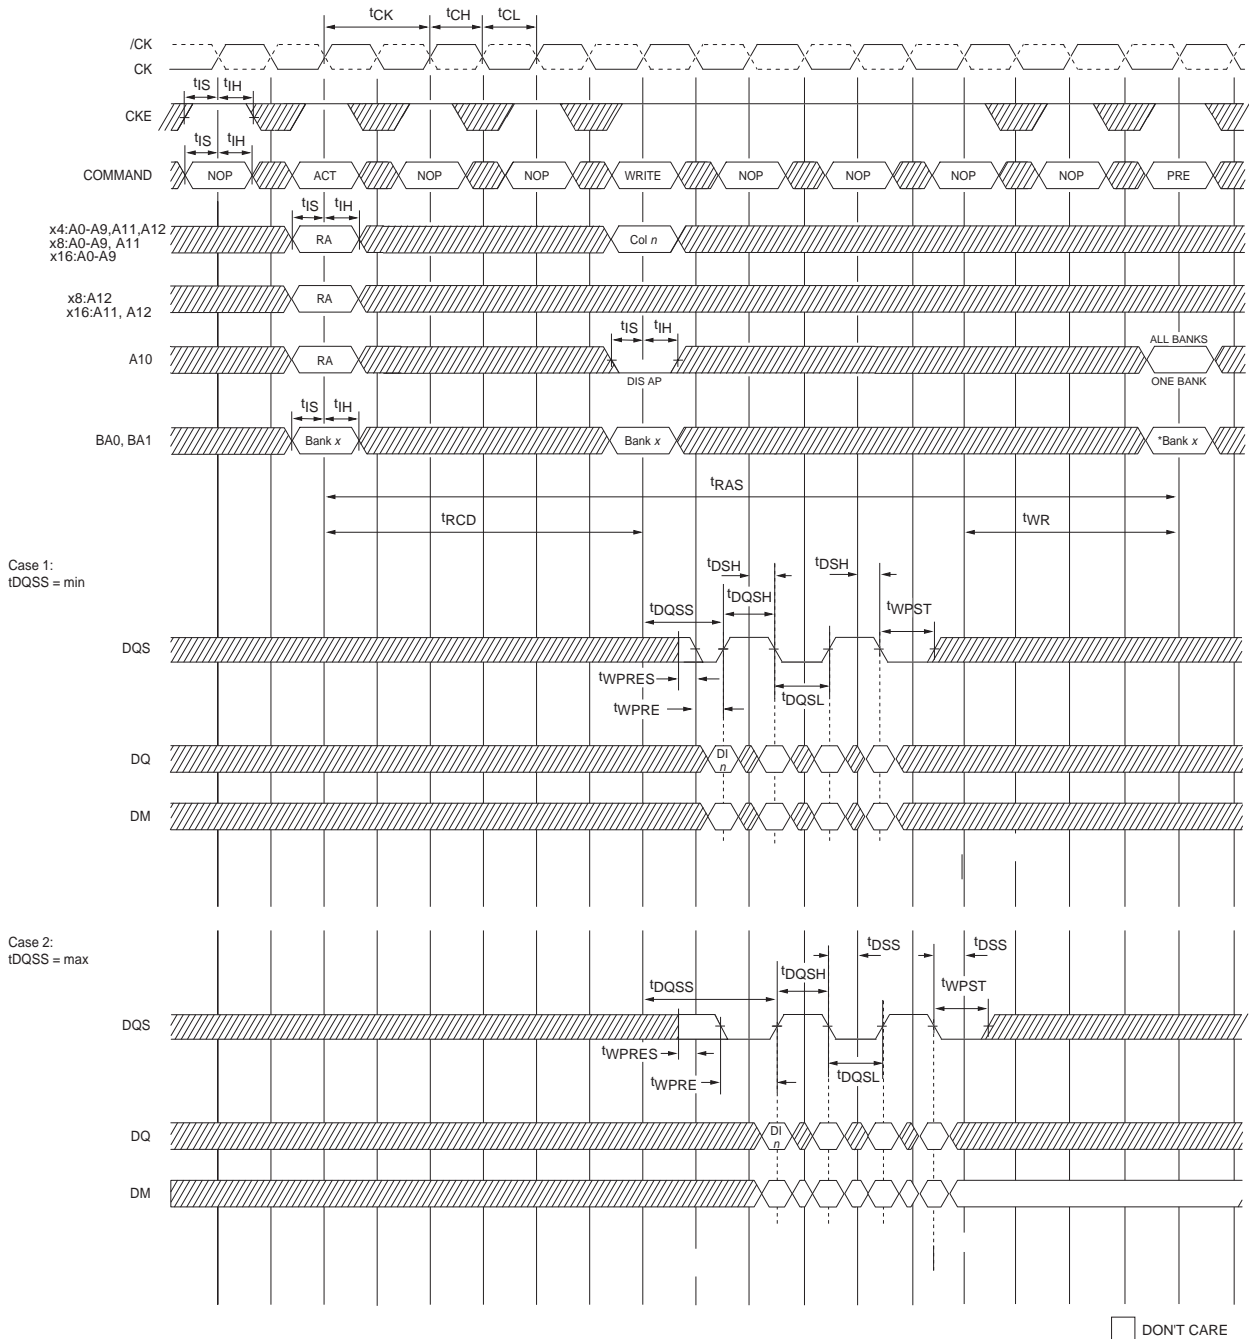 tCK tCH tCL
/CK
CK
tIS tIH
CKE
tIS tIH
COMMAND NOP ACT NOP NOP WRITE NOP NOP NOP NOP PRE
tIS tIH
x4:A0-A9,A11,A12
x8:A0-A9, A11
x16:A0-A9
RA Col n
x8:A12
x16:A11, A12
RA
tIS tIH
ALL BANKS
A10 RA
DIS AP ONE BANK
tIS tIH
BA0, BA1 Bank x Bank x *Bank x
tRAS
tRCD tWR
Case 1:
tDQSS = min
tDSH tDSH
tDQSH
tDQSS tWPST
DQS
tWPRES
tDQSL
tWPRE
DQ DI n
DM
Case 2:
tDQSS = max
tDSS tDSS
tDQSH
tDQSS tWPST
DQS
tWPRES
tDQSL
tWPRE
DQ DI n
DM
DON'T CARE